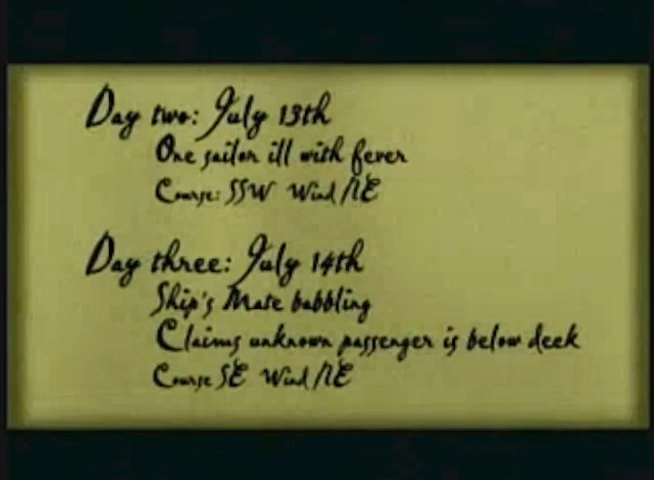 Day two: July 13th
One sailor ill with fever
Course: SSW Wind NE
Day three: July 14th
Ship's Mate babbling
Claims unknown passenger is below deck
Course SE Wind NE